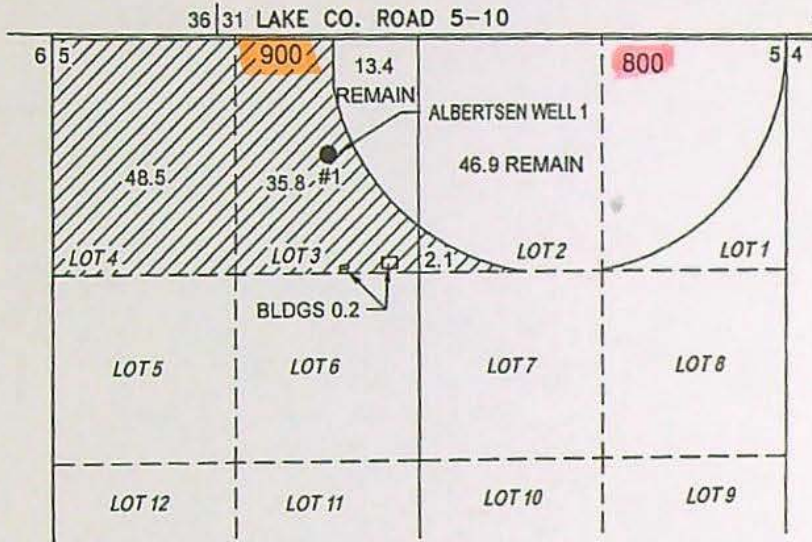 36 31 LAKE CO. ROAD 5-10
6 5 900 13.4 800 5 4
REMAIN
ALBERTSEN WELL 1
48.5 35.8 #1 46.9 REMAIN
LOT 4 LOT 3 2.1 LOT 2 LOT 1
BLDGS 0.2
LOT 5 LOT 6 LOT 7 LOT 8
LOT 12 LOT 11 LOT 10 LOT 9